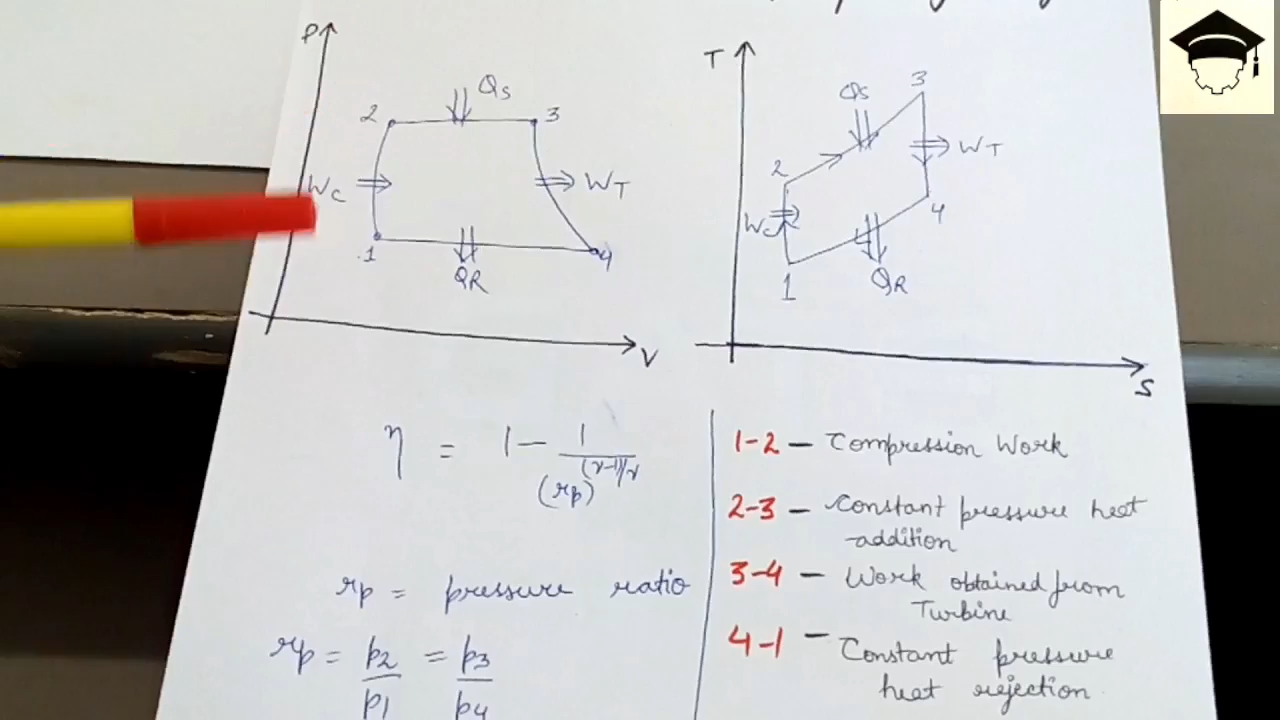 P
2
Qs
3
Wc
WT
1
QR
4
V
T
3
Qs
2
WT
Wc
4
1
QR
S
η = 1 - 1 / (rp)^(γ-1)/γ
rp = pressure ratio
rp = p2/p1 = p3/p4
1-2 - Compression Work
2-3 - Constant pressure heat
-addition
3-4 - Work obtained from
Turbine
4-1 - Constant pressure
heat rejection